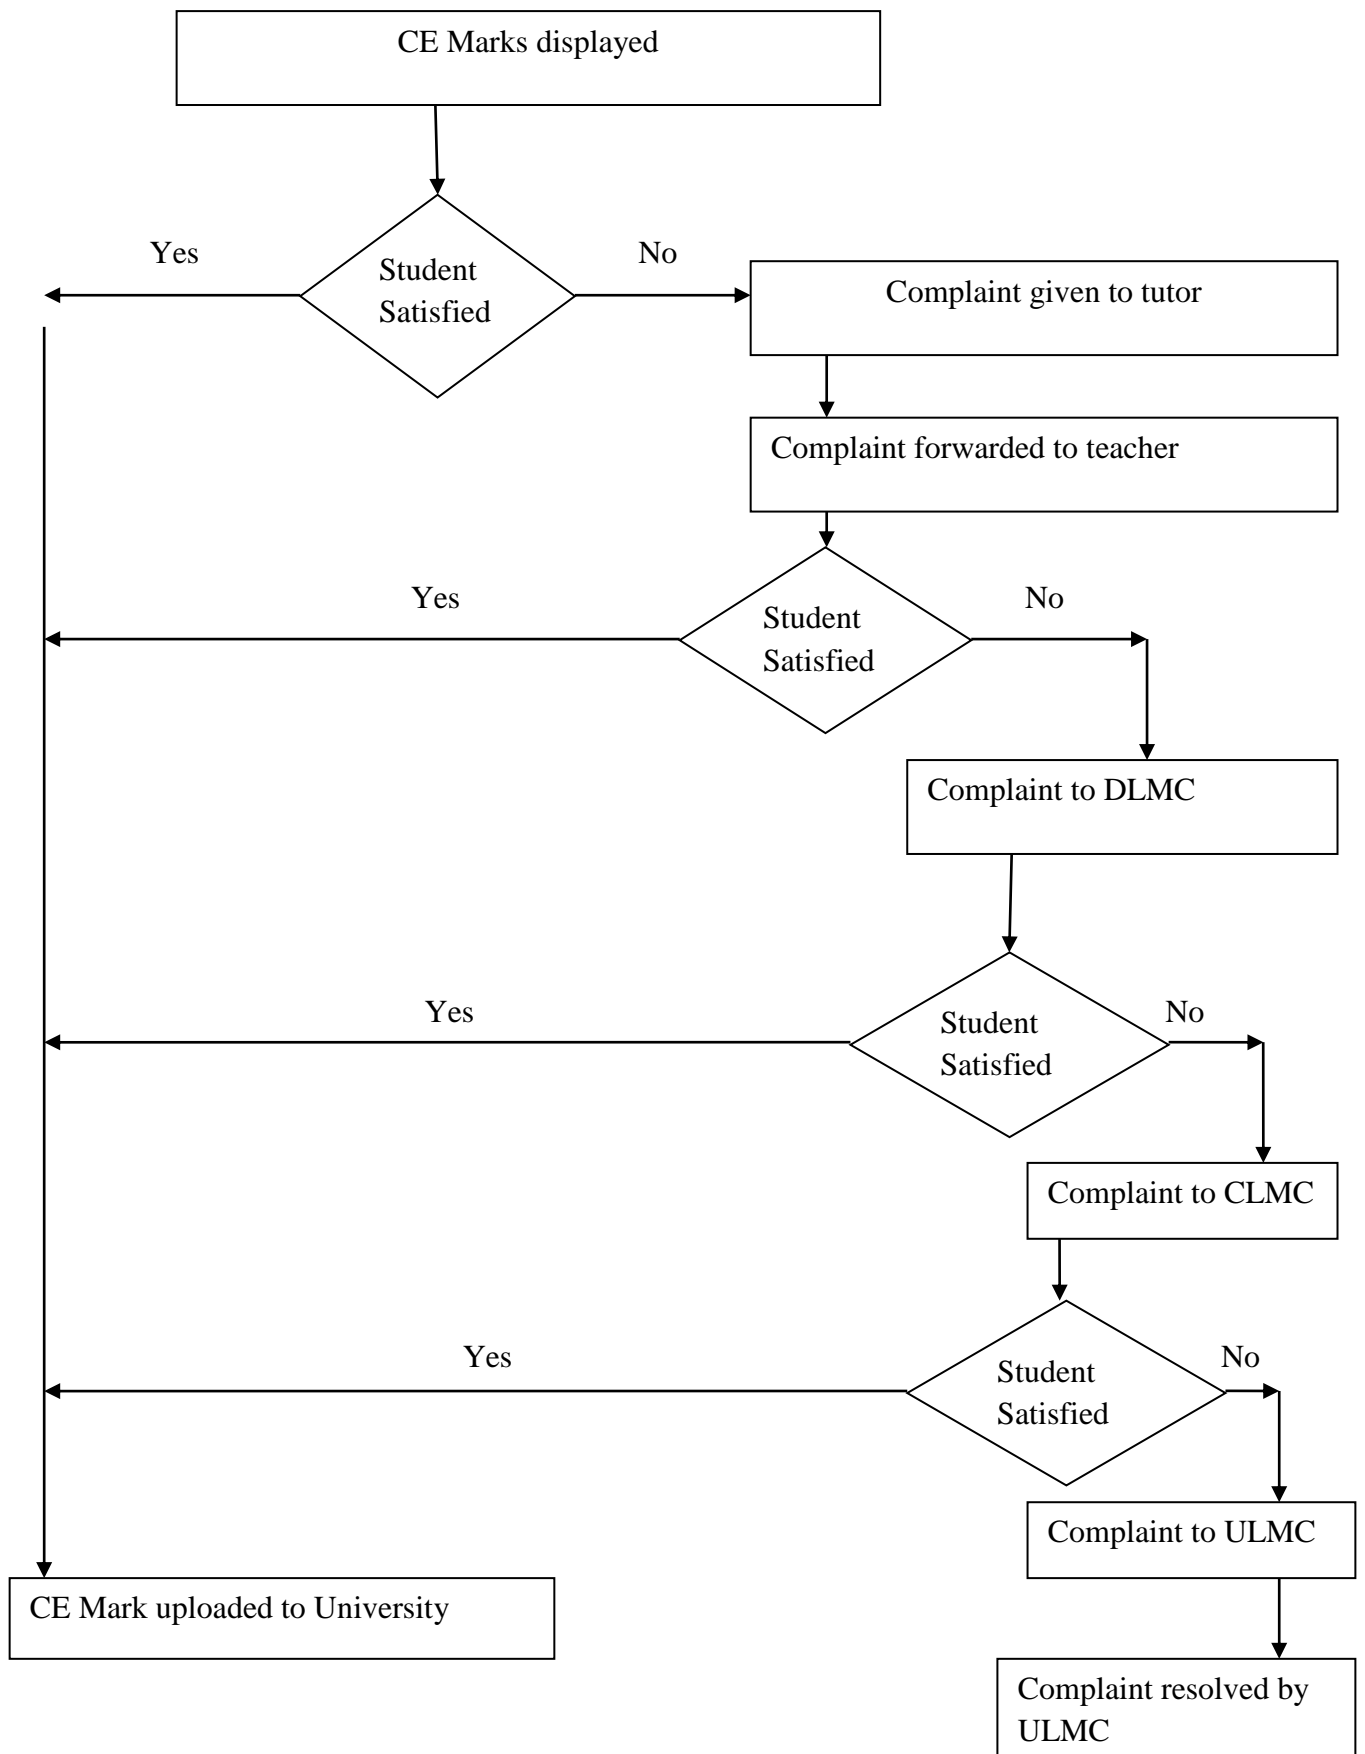 CE Marks displayed
Yes
No
Student
Satisfied
Complaint given to tutor
Complaint forwarded to teacher
Yes
No
Student
Satisfied
Complaint to DLMC
Yes
No
Student
Satisfied
Complaint to CLMC
Yes
No
Student
Satisfied
Complaint to ULMC
CE Mark uploaded to University
Complaint resolved by
ULMC